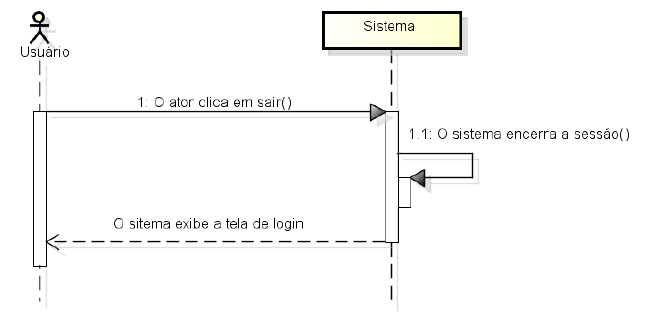 Usuário
Sistema
1: O ator clica em sair()
1.1: O sistema encerra a sessão()
O sitema exibe a tela de login